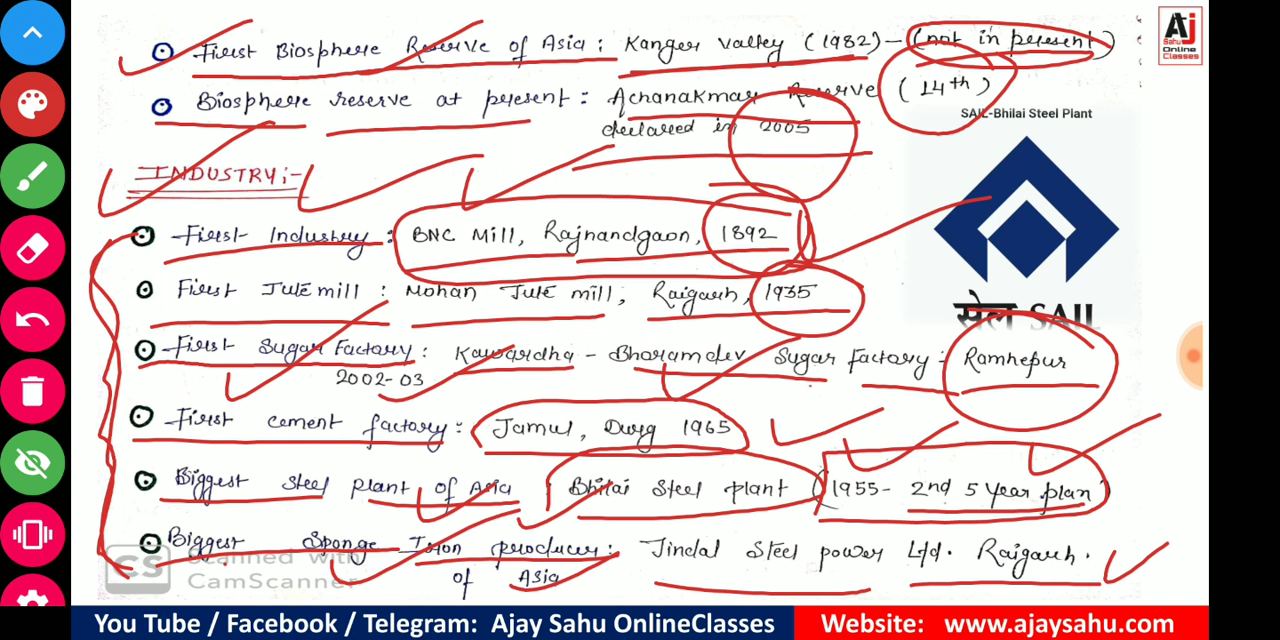 First Biosphere Reserve of Asia: Kanger Valley (1982) – (not in present)
Biosphere reserve at present: Achanakmar Reserve (14th)
declared in 2005
Aj
Sahu
Online
Classes
SAIL-Bhilai Steel Plant
INDUSTRY:-
First Industry: BNC Mill, Rajnandgaon, 1892
First Jute mill: Mohan Jute mill, Raigarh, 1935
सेल SAIL
First Sugar Factory: Kawardha – Bhoramdev Sugar Factory: Ramhepur
2002-03
First cement factory: Jamul, Durg 1965
Biggest Steel plant of Asia: Bhilai Steel plant (1955- 2nd 5 Year plan)
Biggest Sponge Iron producer: Jindal Steel power Ltd. Raigarh.
of Asia
CS Scanned with
CamScanner
You Tube / Facebook / Telegram: Ajay Sahu OnlineClasses
Website: www.ajaysahu.com